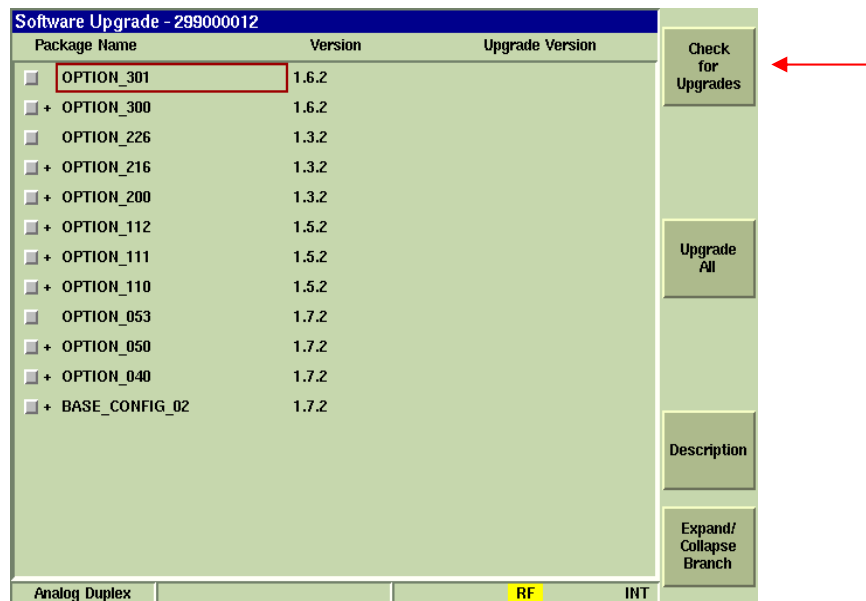 Software Upgrade - 299000012
Package Name Version Upgrade Version
OPTION_301 1.6.2
+ OPTION_300 1.6.2
OPTION_226 1.3.2
+ OPTION_216 1.3.2
+ OPTION_200 1.3.2
+ OPTION_112 1.5.2
+ OPTION_111 1.5.2
+ OPTION_110 1.5.2
OPTION_053 1.7.2
+ OPTION_050 1.7.2
+ OPTION_040 1.7.2
+ BASE_CONFIG_02 1.7.2
Check
for
Upgrades
Upgrade
All
Description
Expand/
Collapse
Branch
Analog Duplex RF INT